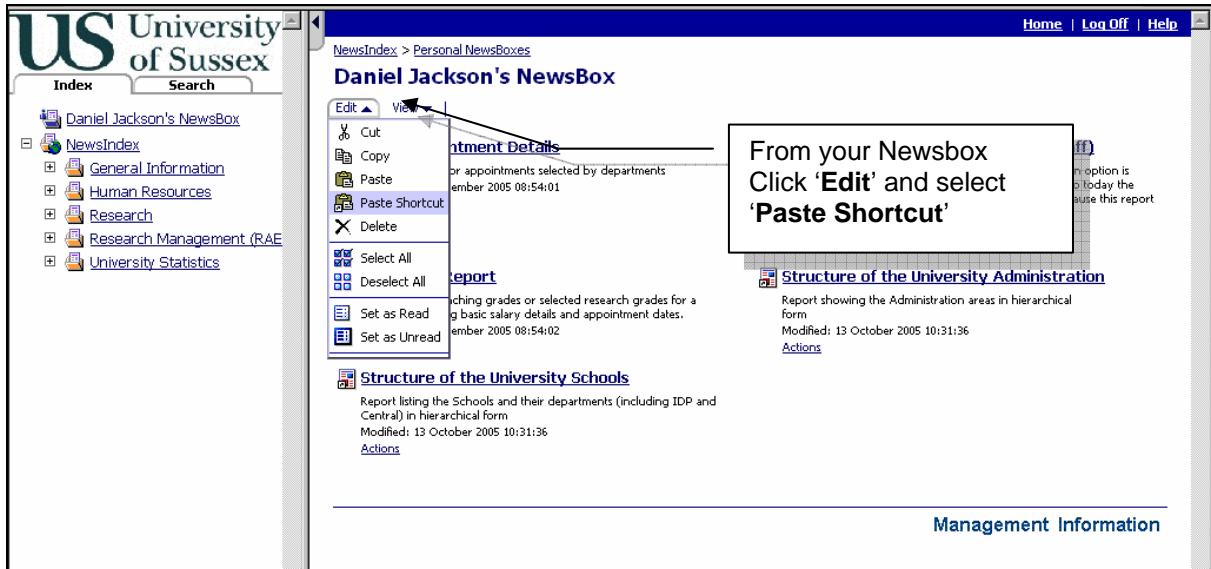 US University
of Sussex
Index Search
Daniel Jackson's NewsBox
NewsIndex
General Information
Human Resources
Research
Research Management (RAE
University Statistics
Home | Log Off | Help
NewsIndex > Personal NewsBoxes
Daniel Jackson's NewsBox
Edit View
Cut
Copy
Paste
Paste Shortcut
Delete
Select All
Deselect All
Set as Read
Set as Unread
ntment Details
or appointments selected by departments
ember 2005 08:54:01
From your Newsbox
Click ‘Edit’ and select
‘Paste Shortcut’
ff)
n option is
today the
ause this report
Report
ching grades or selected research grades for a
g basic salary details and appointment dates.
ember 2005 08:54:02
Structure of the University Administration
Report showing the Administration areas in hierarchical
form
Modified: 13 October 2005 10:31:36
Actions
Structure of the University Schools
Report listing the Schools and their departments (including IDP and
Central) in hierarchical form
Modified: 13 October 2005 10:31:36
Actions
Management Information